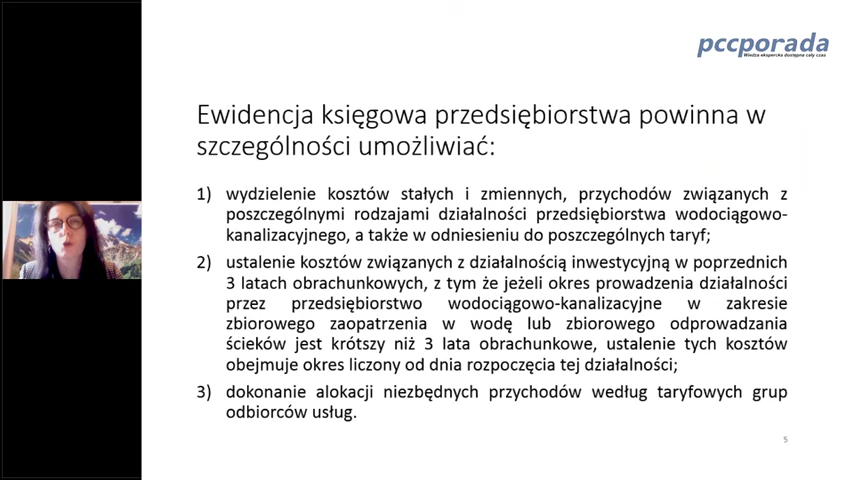 pccporada
Wiedza ekspercka dostępna cały czas
Ewidencja księgowa przedsiębiorstwa powinna w
szczególności umożliwiać:
1) wydzielenie kosztów stałych i zmiennych, przychodów związanych z
poszczególnymi rodzajami działalności przedsiębiorstwa wodociągowo-
kanalizacyjnego, a także w odniesieniu do poszczególnych taryf;
2) ustalenie kosztów związanych z działalnością inwestycyjną w poprzednich
3 latach obrachunkowych, z tym że jeżeli okres prowadzenia działalności
przez przedsiębiorstwo wodociągowo-kanalizacyjne w zakresie
zbiorowego zaopatrzenia w wodę lub zbiorowego odprowadzania
ścieków jest krótszy niż 3 lata obrachunkowe, ustalenie tych kosztów
obejmuje okres liczony od dnia rozpoczęcia tej działalności;
3) dokonanie alokacji niezbędnych przychodów według taryfowych grup
odbiorców usług.
5